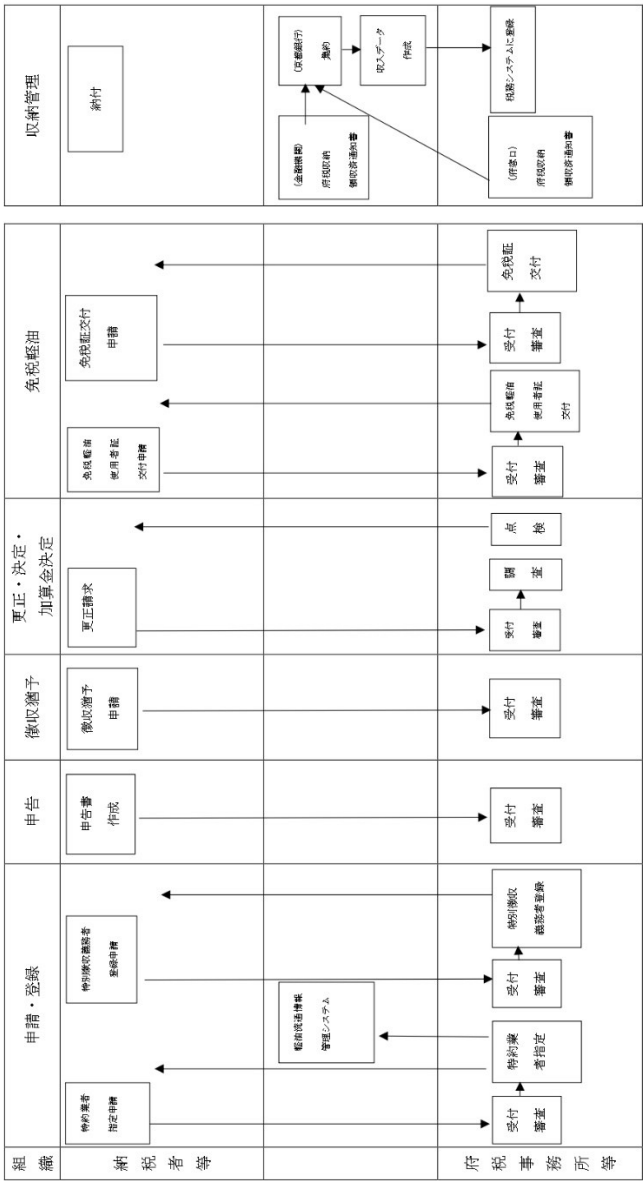 組織
申請・登録
申告
徴収猶予
更正・決定・
加算金決定
免税軽油
収納管理
納税者等
特約業者
指定申請
特別徴収義務者
登録申請
申告書
作成
徴収猶予
申請
更正請求
免税軽油
使用者証
交付申請
免税証交付
申請
納付
軽油流通情報
管理システム
(金融機関)
府税収納
領収済通知書
(京都銀行)
集約
収入データ
作成
府税事務所等
受付
審査
特約業
者指定
受付
審査
特別徴収
義務者登録
受付
審査
受付
審査
受付
審査
調査
点検
受付
審査
免税軽油
使用者証
交付
受付
審査
免税証
交付
(府窓口)
府税収納
領収済通知書
税務システムに登録